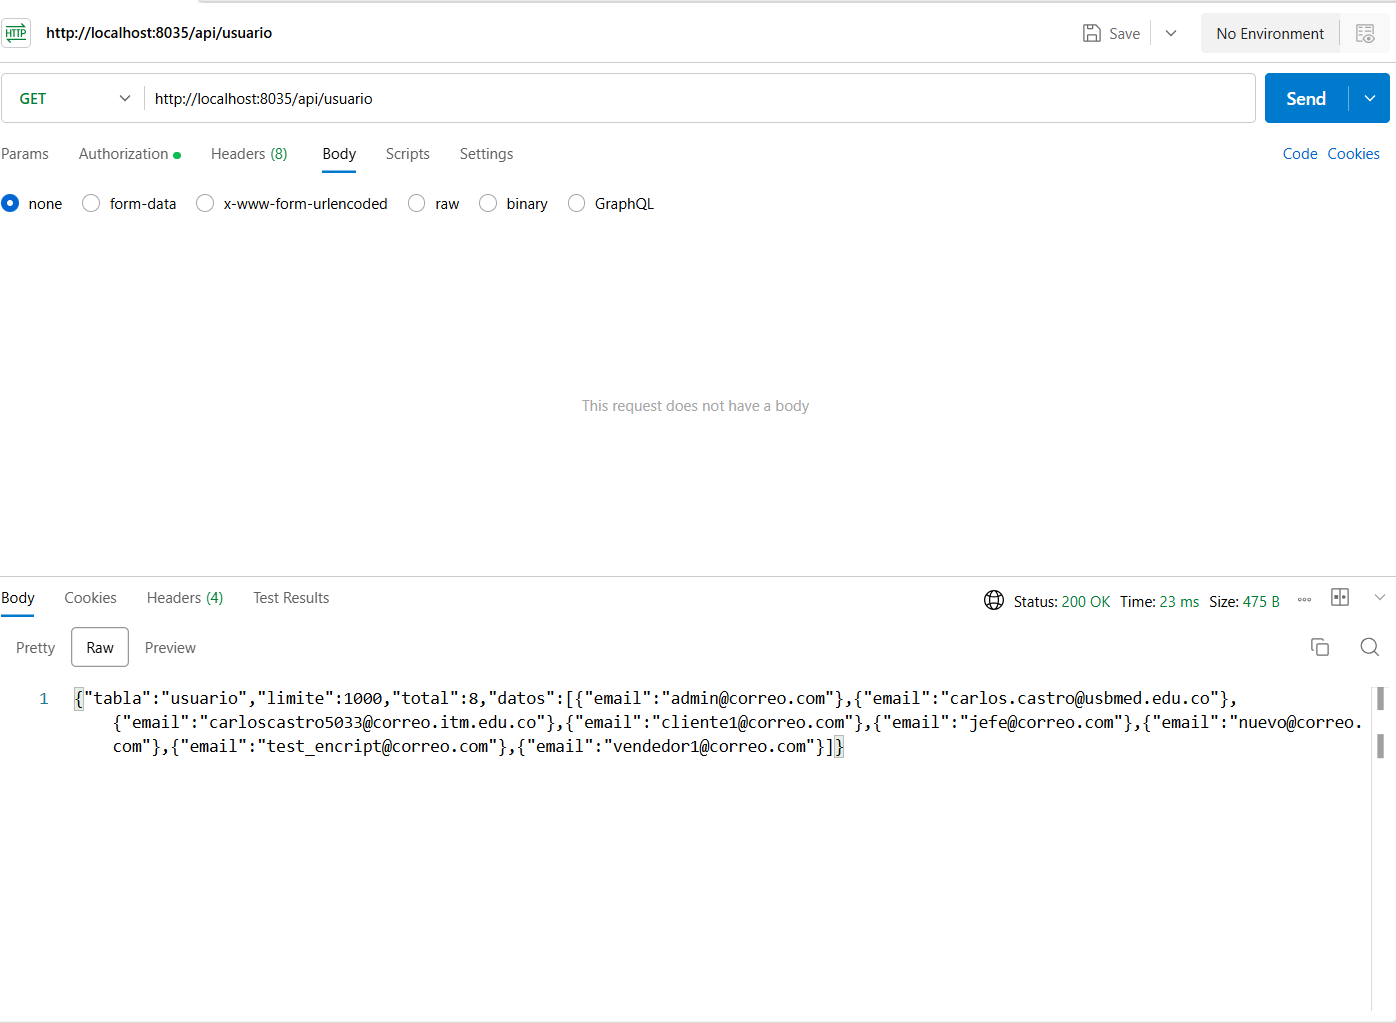 HTTP http://localhost:8035/api/usuario Save No Environment
GET http://localhost:8035/api/usuario Send
Params Authorization Headers (8) Body Scripts Settings Code Cookies
none form-data x-www-form-urlencoded raw binary GraphQL
This request does not have a body
Body Cookies Headers (4) Test Results Status: 200 OK Time: 23 ms Size: 475 B
Pretty Raw Preview
1 {"tabla":"usuario","limite":1000,"total":8,"datos":[{"email":"admin@correo.com"},{"email":"carlos.castro@usbmed.edu.co"},
{"email":"carloscastro5033@correo.itm.edu.co"},{"email":"cliente1@correo.com"},{"email":"jefe@correo.com"},{"email":"nuevo@correo.
com"},{"email":"test_encript@correo.com"},{"email":"vendedor1@correo.com"}]}